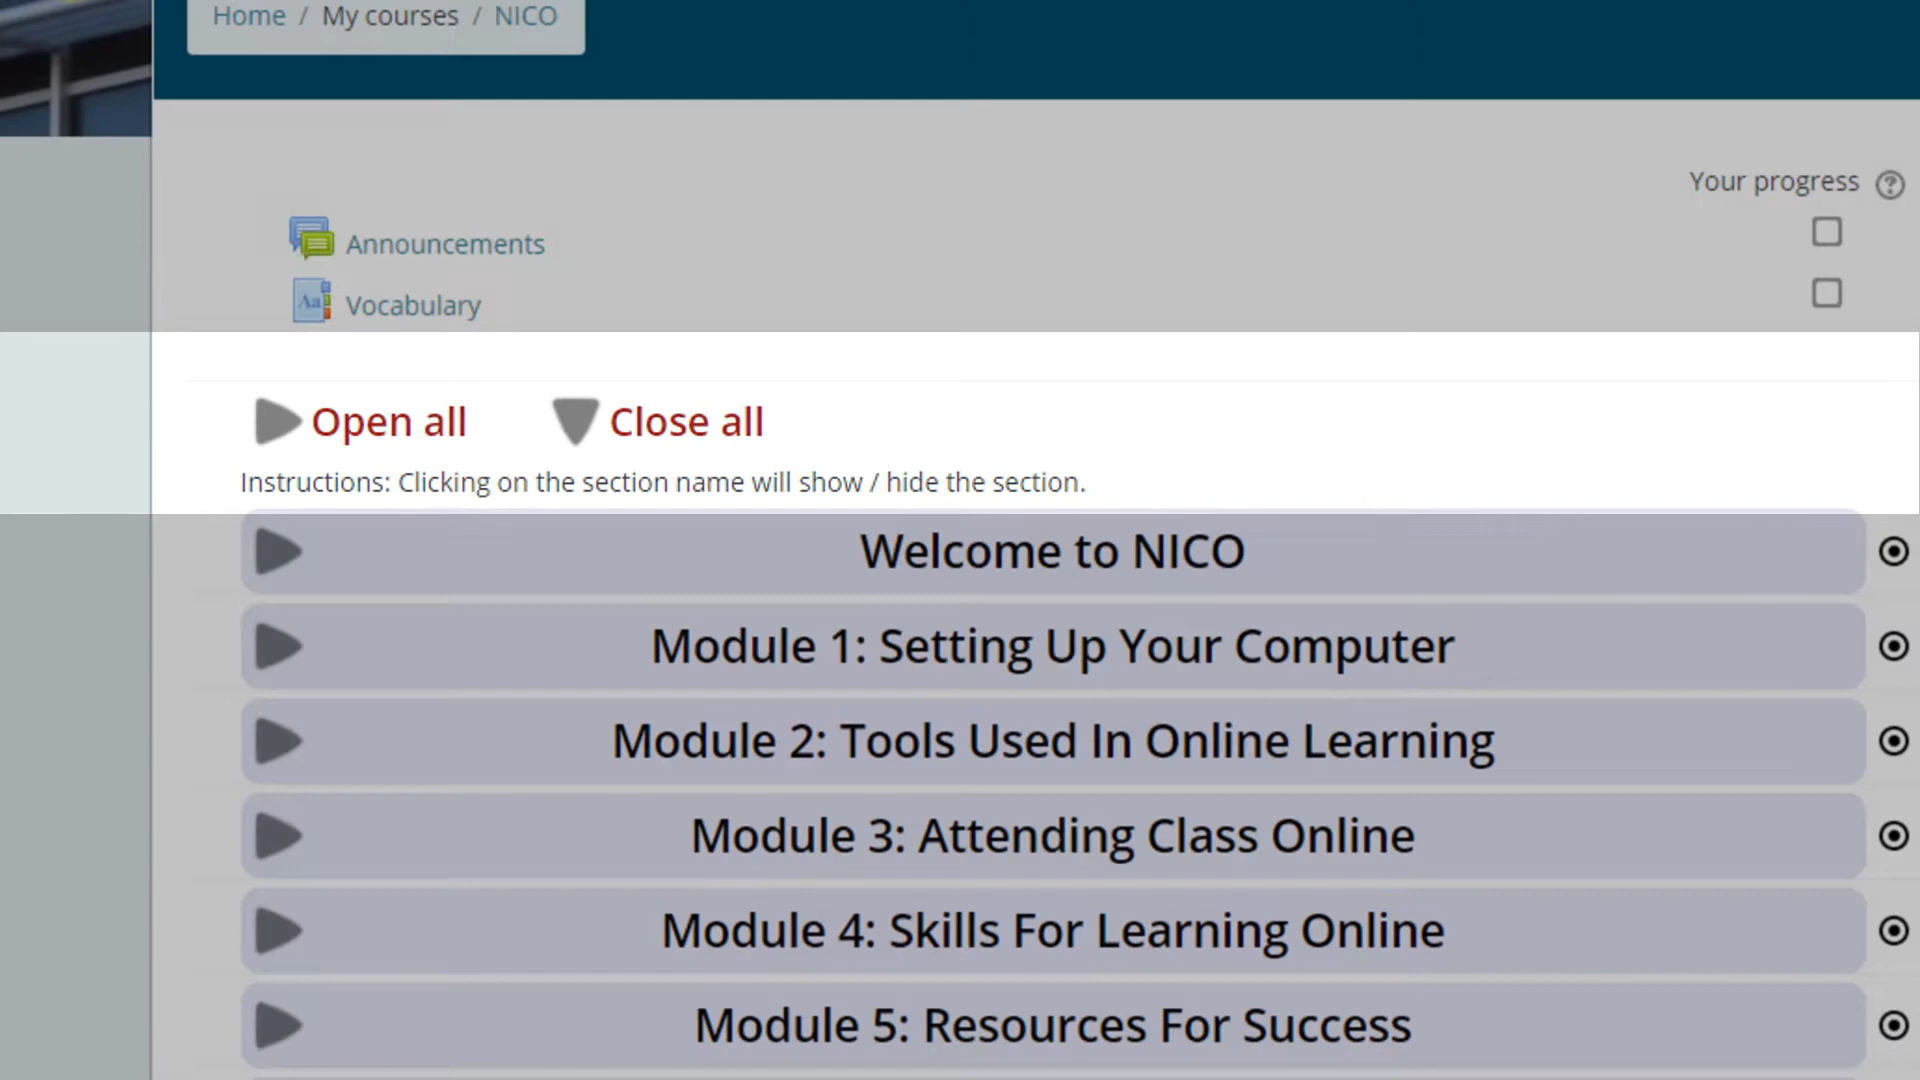 Home / My courses / NICO
Your progress
Announcements
Aa
Vocabulary
Open all Close all
Instructions: Clicking on the section name will show / hide the section.
Welcome to NICO
Module 1: Setting Up Your Computer
Module 2: Tools Used In Online Learning
Module 3: Attending Class Online
Module 4: Skills For Learning Online
Module 5: Resources For Success